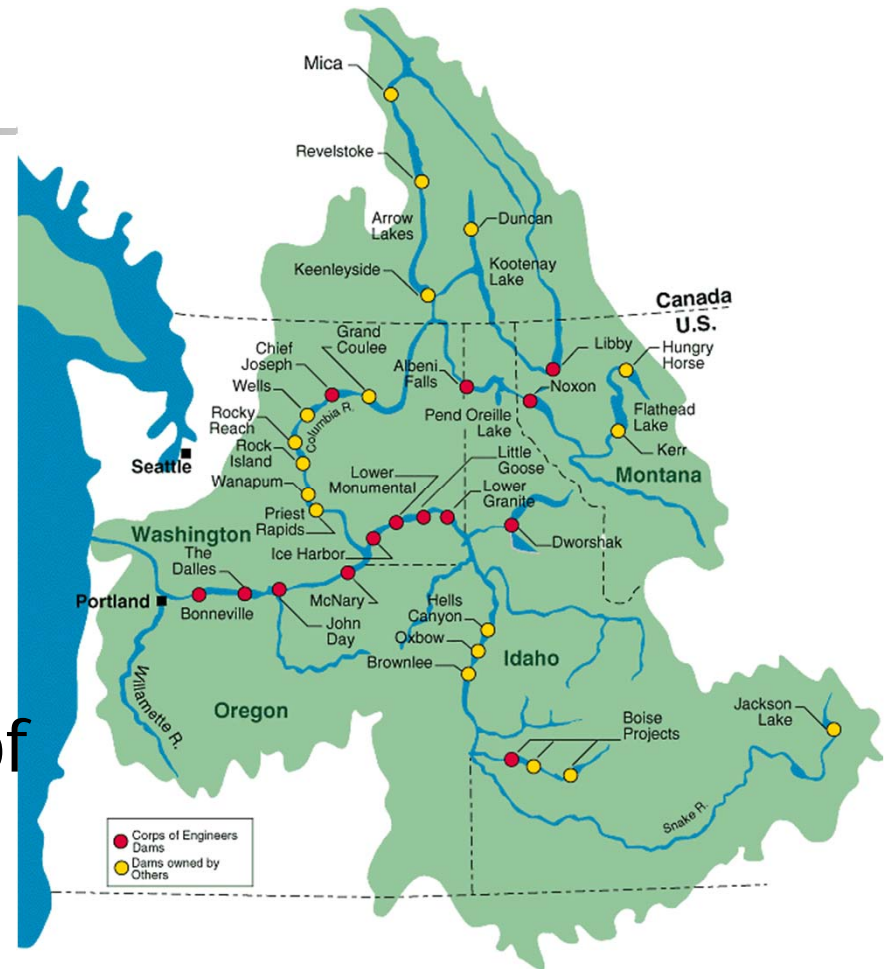 Mica
Revelstoke
Arrow
Lakes
Duncan
Keenleyside
Kootenay
Lake
Canada
U.S.
Grand
Coulee
Chief
Joseph
Albeni
Falls
Libby
Hungry
Horse
Wells
Noxon
Columbia R.
Rocky
Reach
Pend Oreille
Lake
Flathead
Lake
Rock
Island
Kerr
Seattle
Little
Goose
Lower
Monumental
Montana
Wanapum
Lower
Granite
Priest
Rapids
Washington
Ice Harbor
Dworshak
The
Dalles
Portland
Bonneville
McNary
John
Day
Hells
Canyon
Oxbow
Brownlee
Idaho
Willamette R.
Oregon
of
Boise
Projects
Jackson
Lake
Snake R.
Corps of Engineers
Dams
Dams owned by
Others